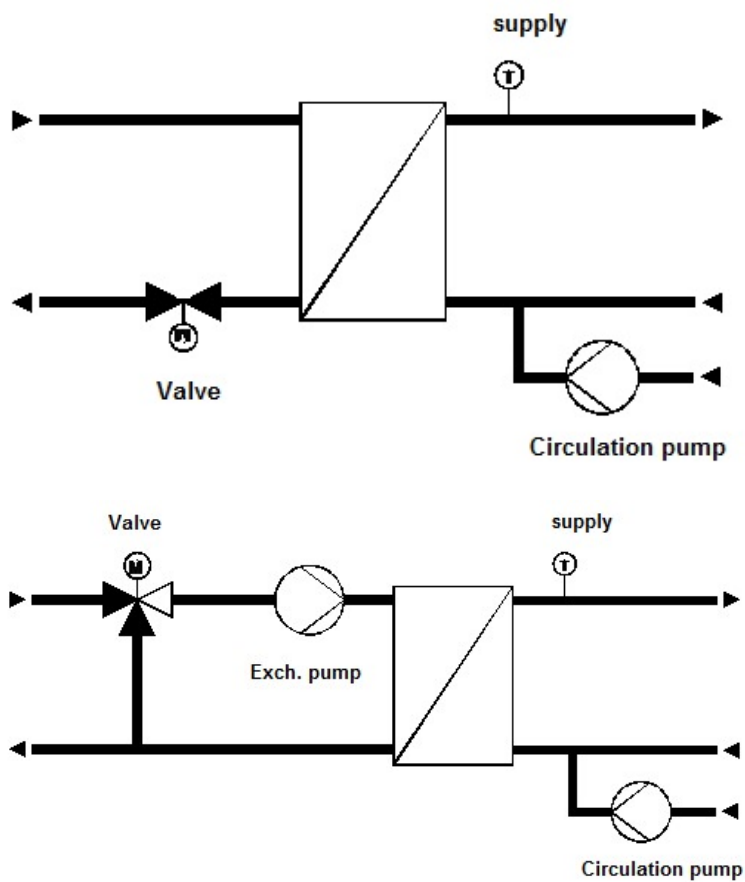 supply
T
M
Valve
Circulation pump
Valve
supply
M
T
Exch. pump
Circulation pump